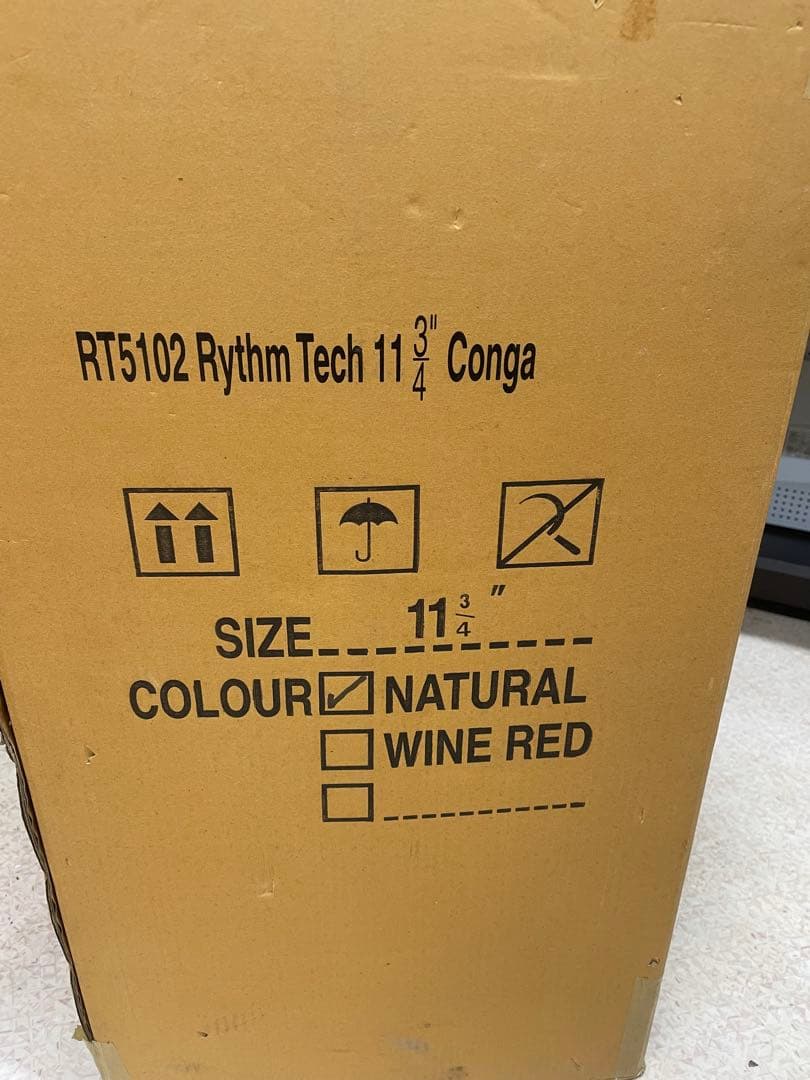 RT5102 Rythm Tech 11 3/4" Conga
SIZE 11 3/4"
COLOUR ☑ NATURAL
☐ WINE RED
☐